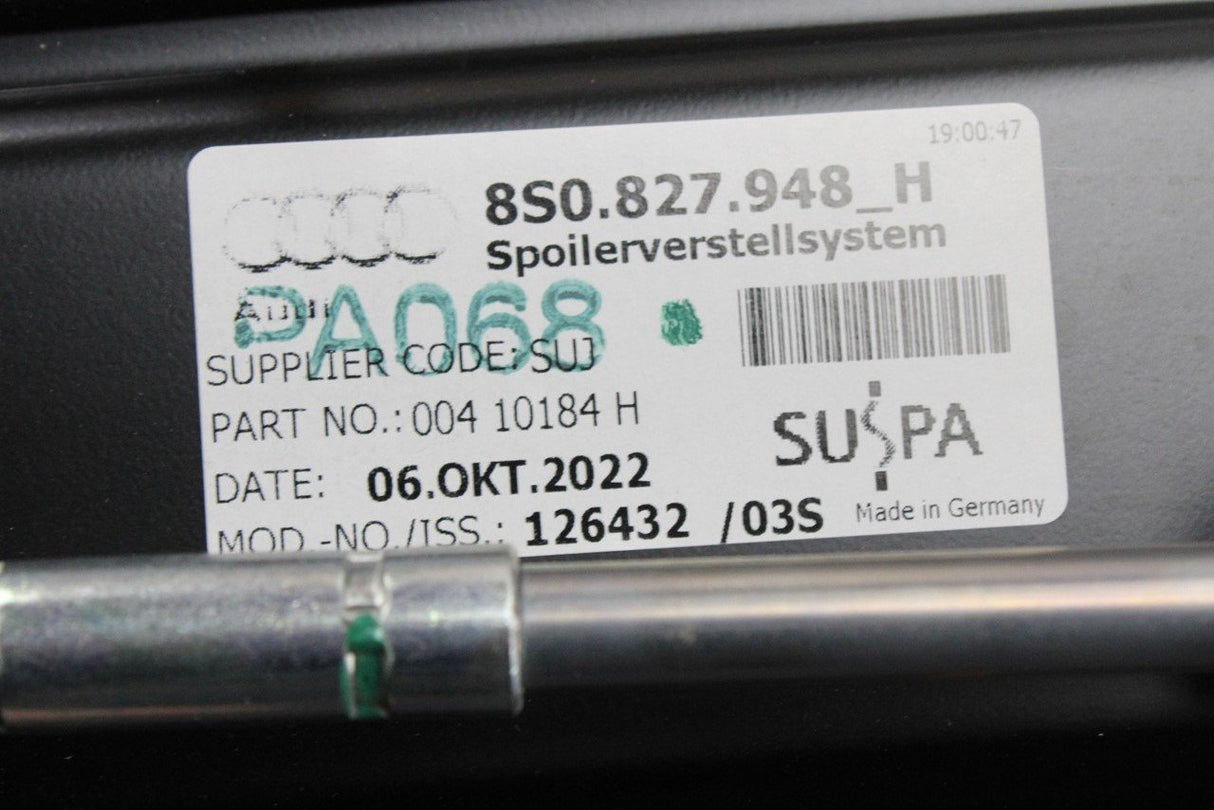 19:00:47
8S0.827.948_H
Spoilerverstellsystem
Audi
PA068
SUPPLIER CODE: SUJ
PART NO.: 004 10184 H
SUSPA
DATE: 06.OKT.2022
MOD.-NO./ISS.: 126432 /03S
Made in Germany